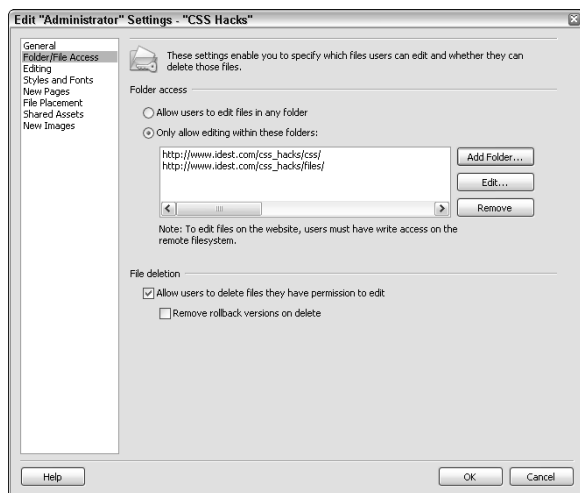 Edit "Administrator" Settings - "CSS Hacks"
General
Folder/File Access
Editing
Styles and Fonts
New Pages
File Placement
Shared Assets
New Images
These settings enable you to specify which files users can edit and whether they can
delete those files.
Folder access
Allow users to edit files in any folder
Only allow editing within these folders:
http://www.idest.com/css_hacks/css/
http://www.idest.com/css_hacks/files/
Add Folder...
Edit...
Remove
Note: To edit files on the website, users must have write access on the
remote filesystem.
File deletion
Allow users to delete files they have permission to edit
Remove rollback versions on delete
Help
OK
Cancel